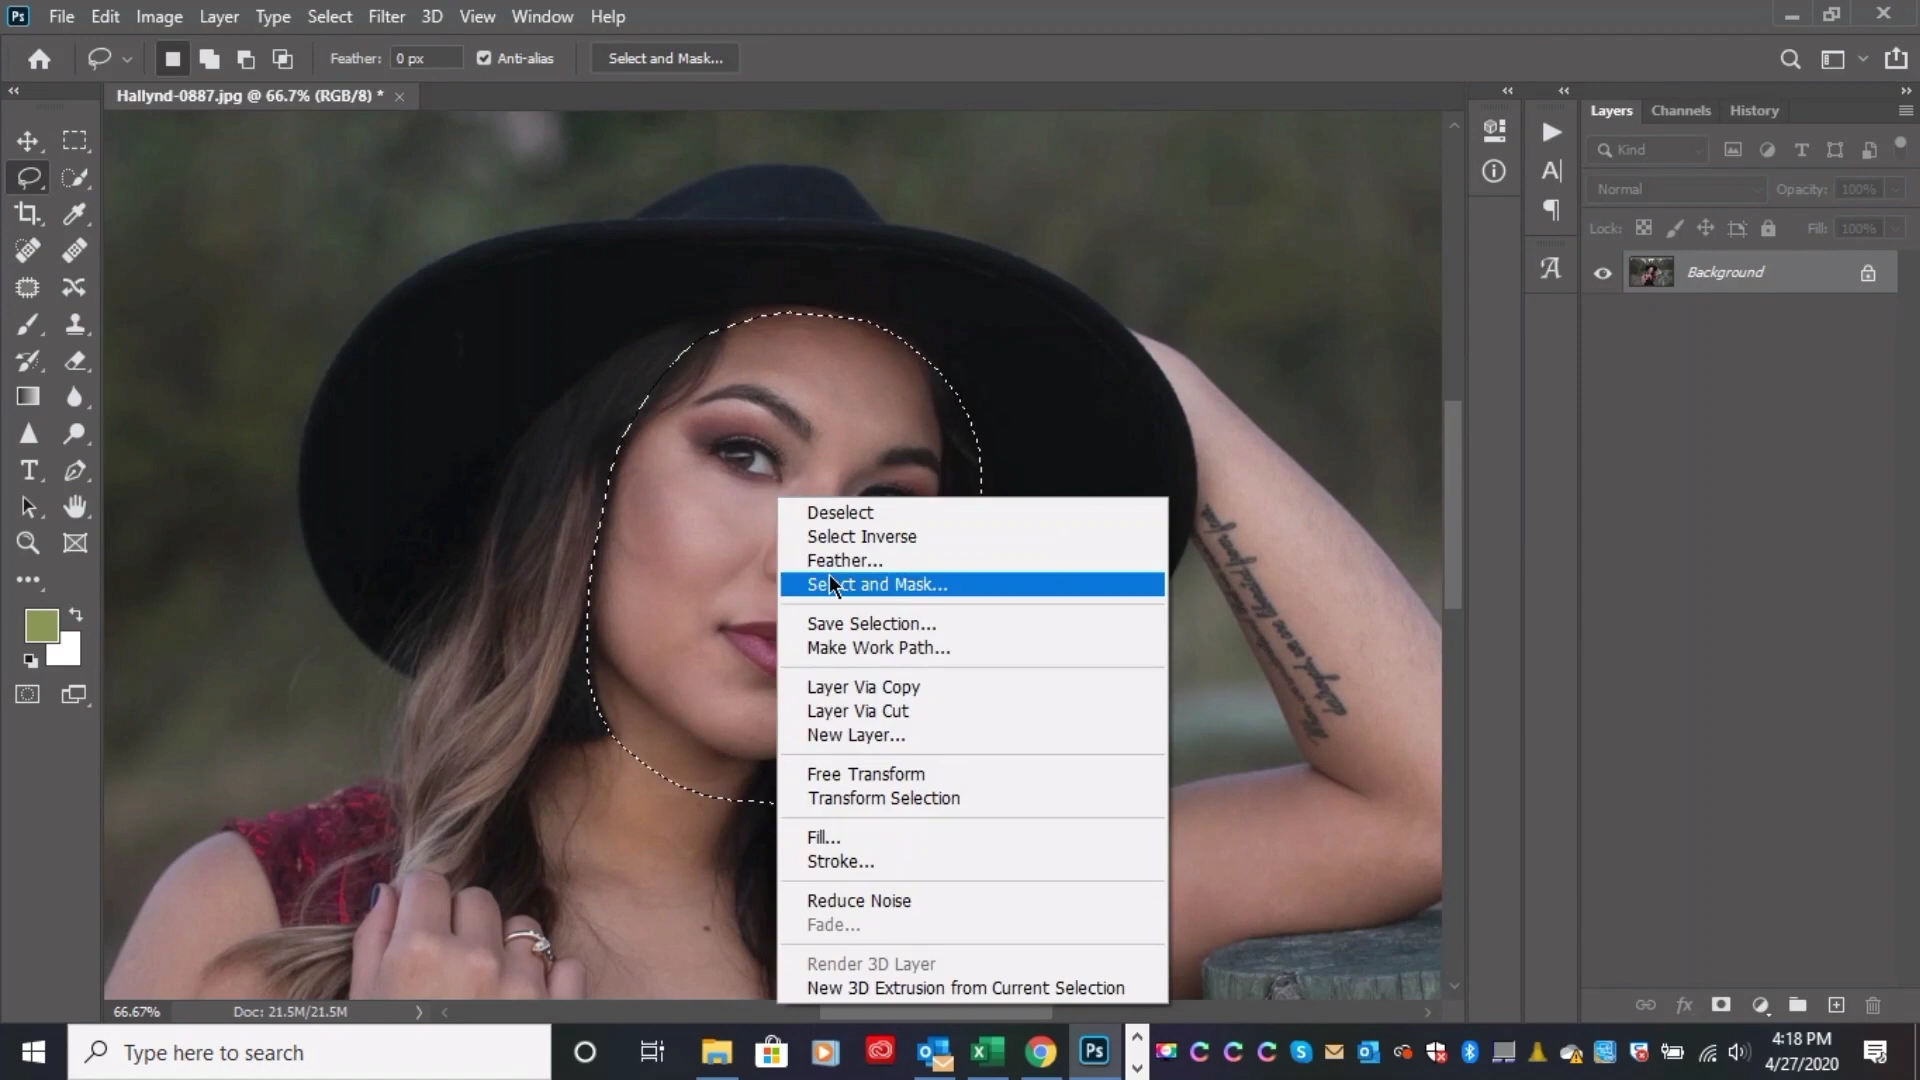 Ps File Edit Image Layer Type Select Filter 3D View Window Help
Feather: 0 px Anti-alias Select and Mask...
Hallynd-0887.jpg @ 66.7% (RGB/8) * ×
Layers Channels History
Kind
Normal Opacity: 100%
Lock: Fill: 100%
Background
Deselect
Select Inverse
Feather...
Select and Mask...
Save Selection...
Make Work Path...
Layer Via Copy
Layer Via Cut
New Layer...
Free Transform
Transform Selection
Fill...
Stroke...
Reduce Noise
Fade...
Render 3D Layer
New 3D Extrusion from Current Selection
66.67% Doc: 21.5M/21.5M
Type here to search
Ps
4:18 PM
4/27/2020